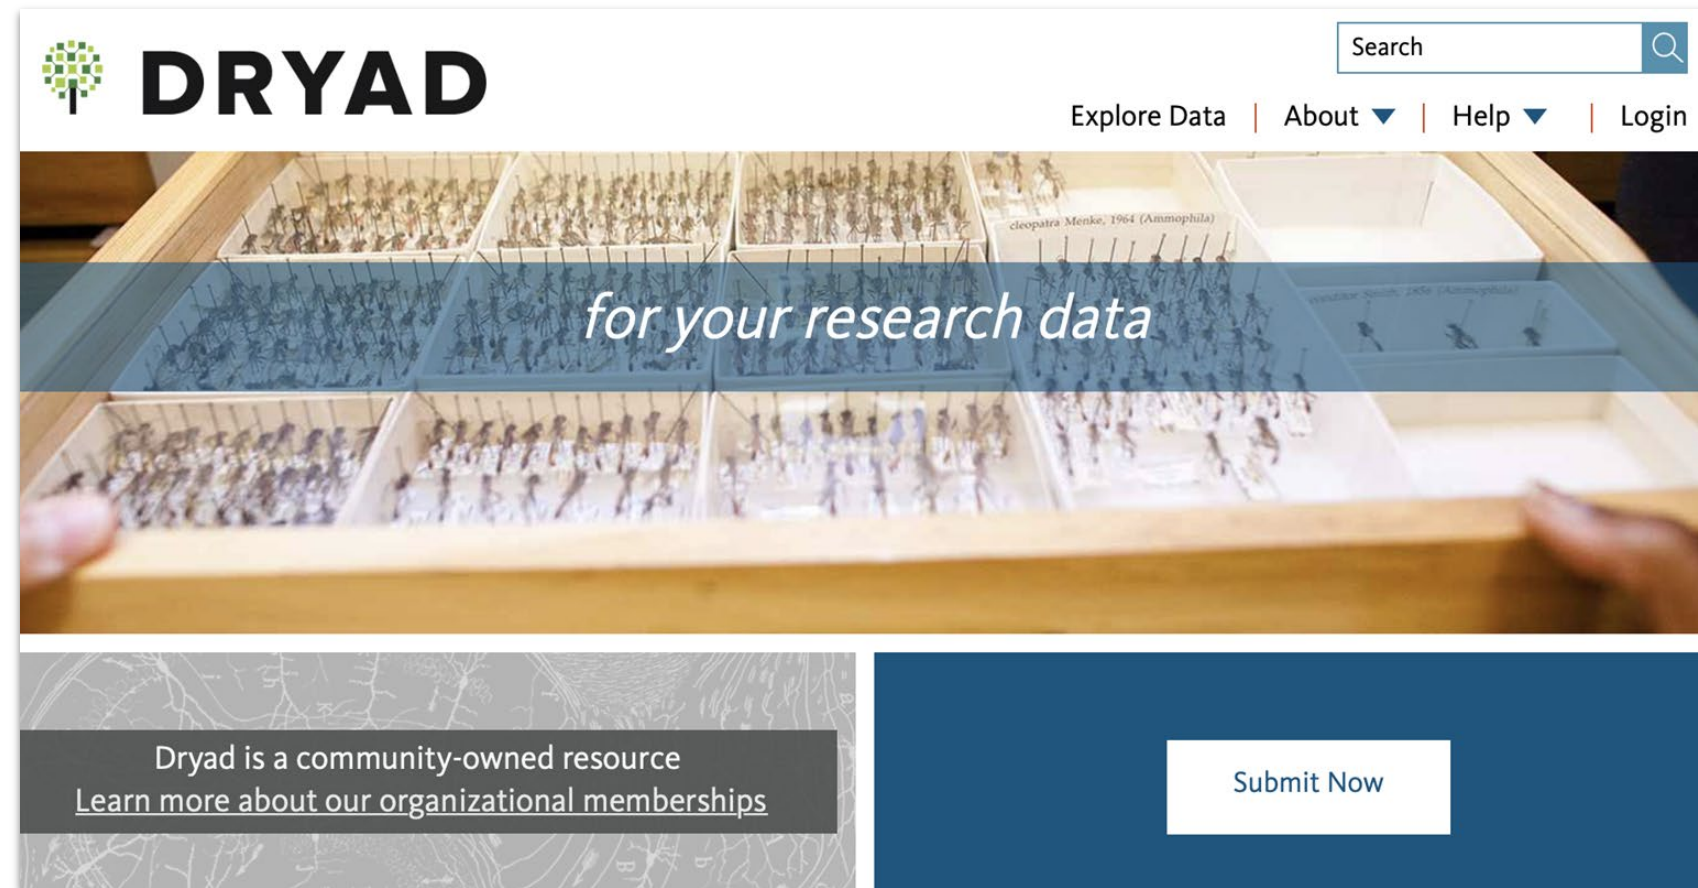 DRYAD
Search
Explore Data | About | Help | Login
cleopatra Menke, 1964 (Ammophila)
for your research data
Dryad is a community-owned resource
Learn more about our organizational memberships
Submit Now